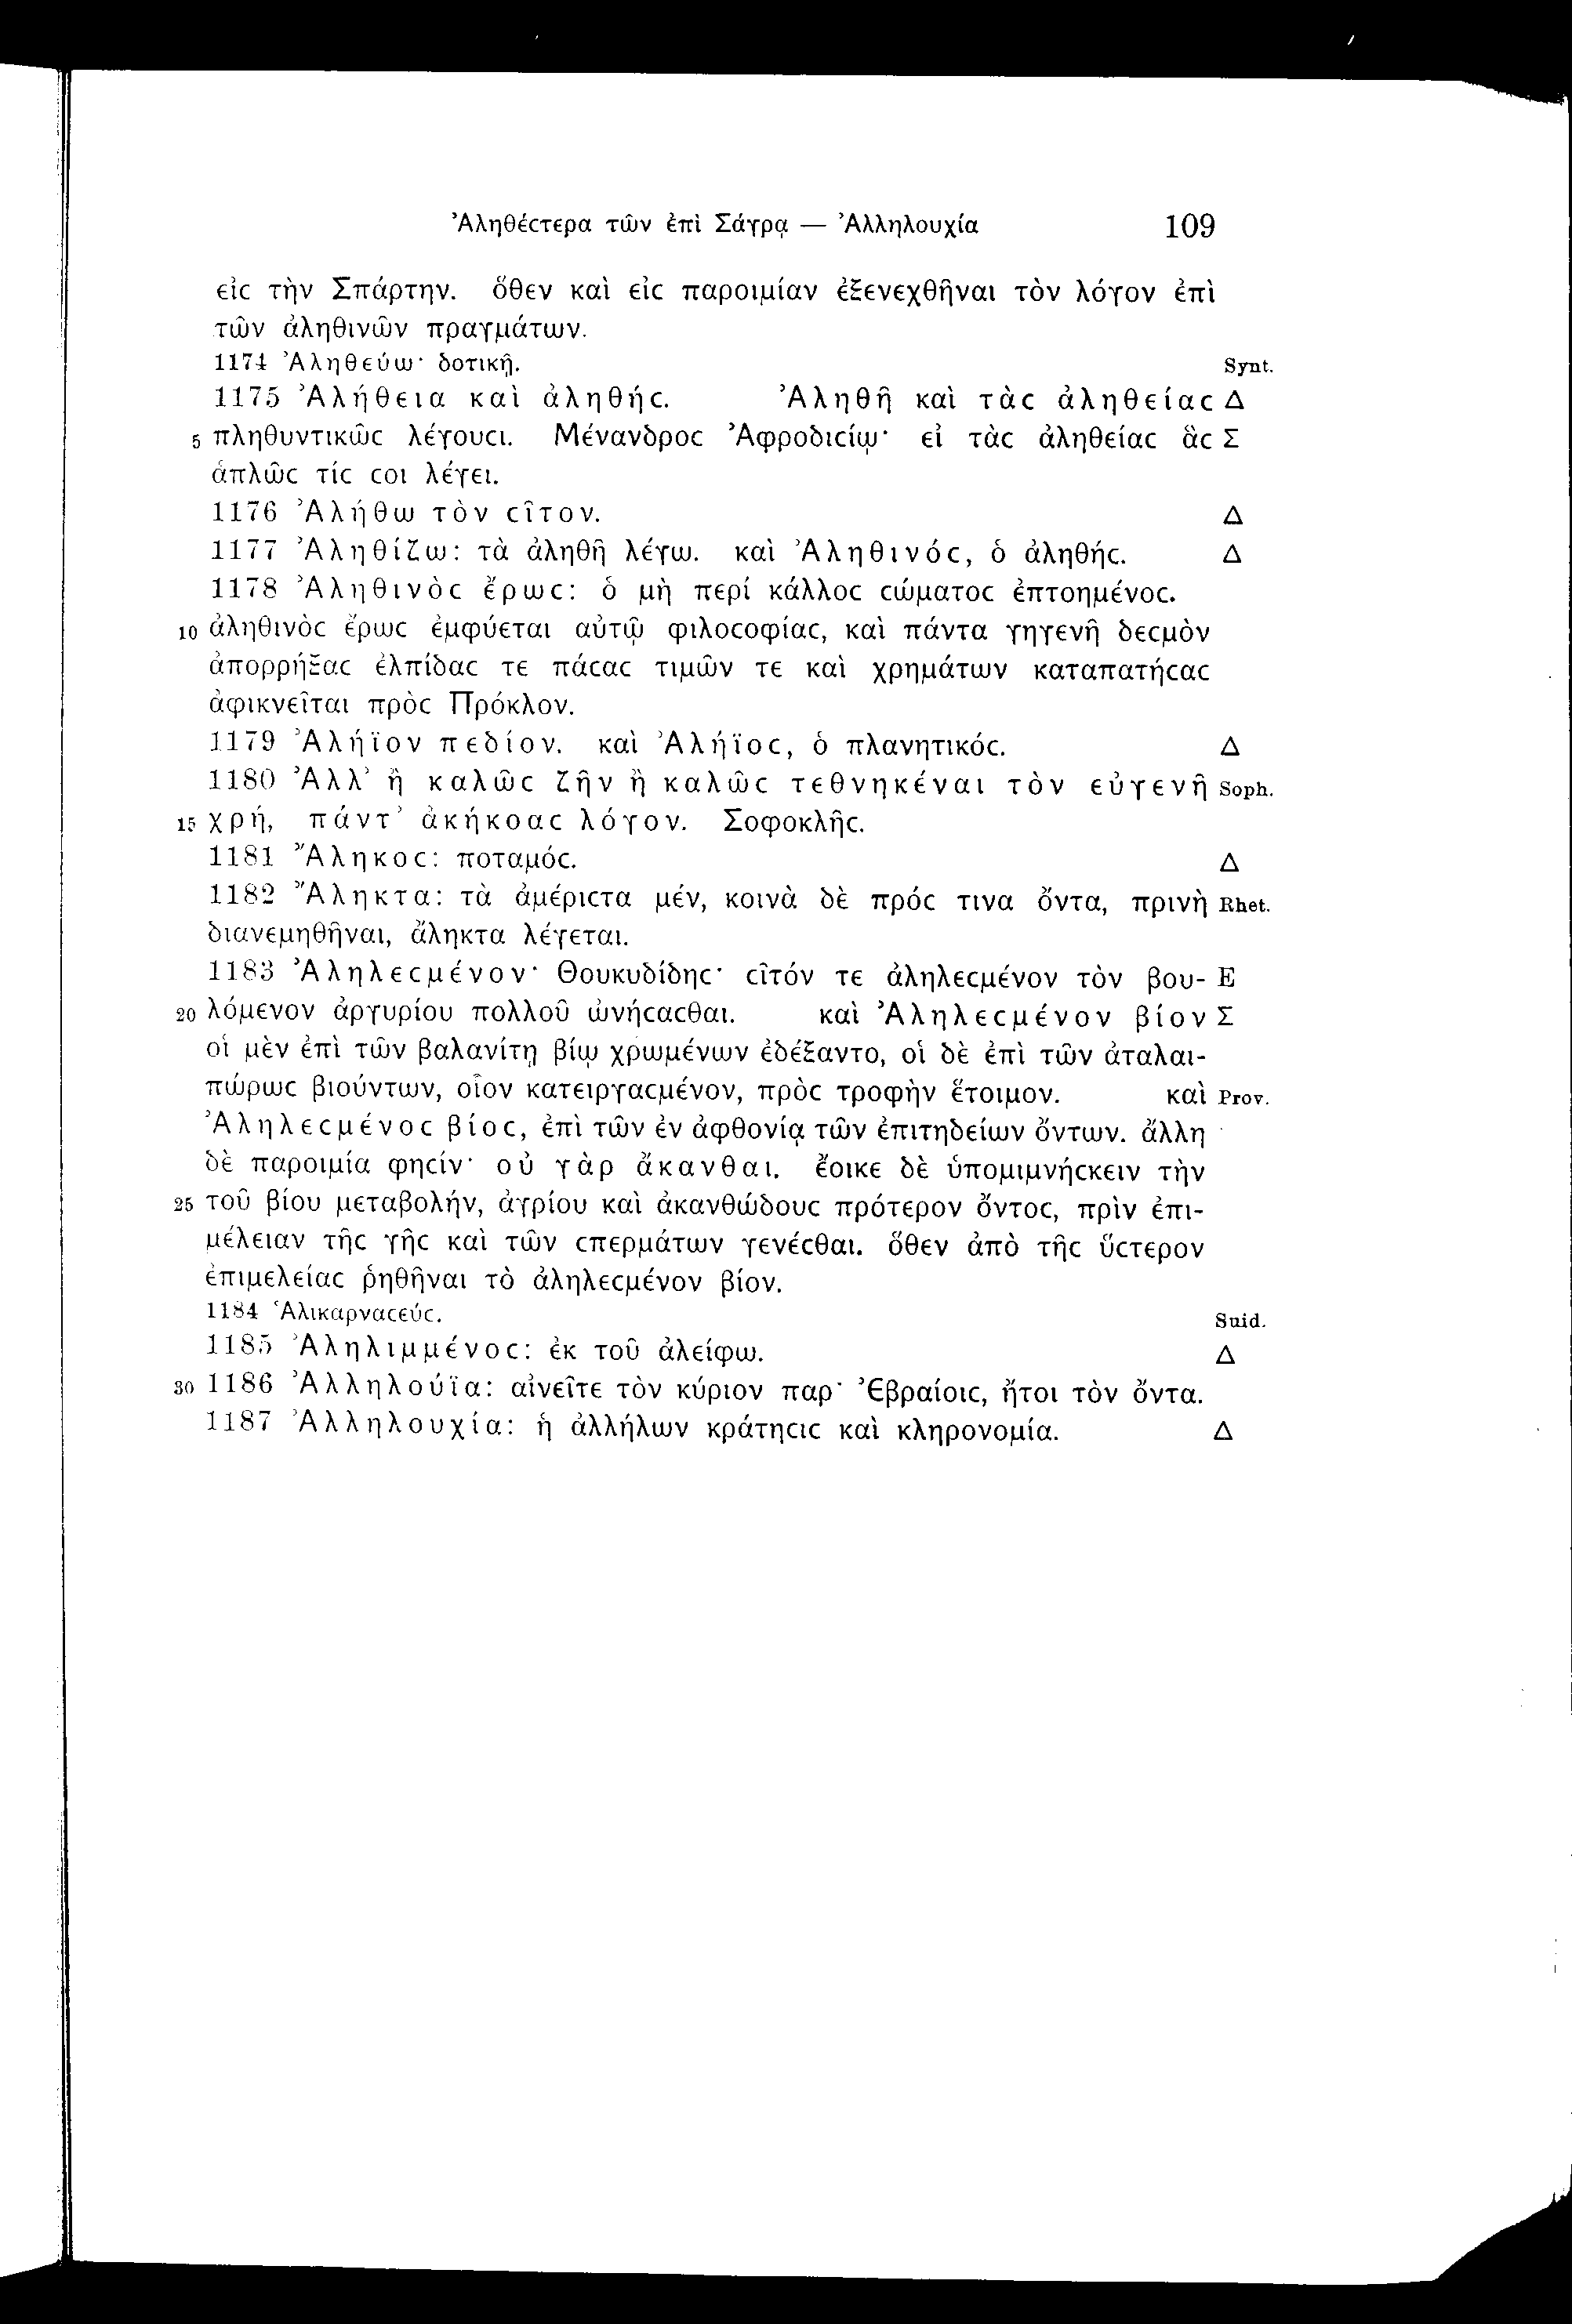 Ἀληθέϲτερα τῶν ἐπὶ Σάγρᾳ — Ἀλληλουχία 109
εἰϲ τὴν Σπάρτην. ὅθεν καὶ εἰϲ παροιμίαν ἐξενεχθῆναι τὸν λόγον ἐπὶ
τῶν ἀληθινῶν πραγμάτων.
1174 Ἀληθεύω· δοτικῇ. Synt.
1175 Ἀλήθεια καὶ ἀληθήϲ. Ἀληθῆ καὶ τὰϲ ἀληθείαϲ Δ
5 πληθυντικῶϲ λέγουϲι. Μένανδροϲ Ἀφροδιϲίῳ· εἰ τὰϲ ἀληθείαϲ ἃϲ Σ
ἁπλῶϲ τίϲ ϲοι λέγει.
1176 Ἀλήθω τὸν ϲῖτον. Δ
1177 Ἀληθίζω: τὰ ἀληθῆ λέγω. καὶ Ἀληθινόϲ, ὁ ἀληθήϲ. Δ
1178 Ἀληθινὸϲ ἔρωϲ: ὁ μὴ περί κάλλοϲ ϲώματοϲ ἐπτοημένοϲ.
10 ἀληθινὸϲ ἔρωϲ ἐμφύεται αὐτῷ φιλοϲοφίαϲ, καὶ πάντα γηγενῆ δεϲμὸν
ἀπορρήξαϲ ἐλπίδαϲ τε πάϲαϲ τιμῶν τε καὶ χρημάτων καταπατήϲαϲ
ἀφικνεῖται πρὸϲ Πρόκλον.
1179 Ἀλήϊον πεδίον. καὶ Ἀλήϊοϲ, ὁ πλανητικόϲ. Δ
1180 Ἀλλ’ ἢ καλῶϲ ζῆν ἢ καλῶϲ τεθνηκέναι τὸν εὐγενῆ Soph.
15 χρή, πάντ’ ἀκήκοαϲ λόγον. Σοφοκλῆϲ.
1181 Ἄληκοϲ: ποταμόϲ. Δ
1182 Ἄληκτα: τὰ ἀμέριϲτα μέν, κοινὰ δὲ πρόϲ τινα ὄντα, πρινὴ Rhet.
διανεμηθῆναι, ἄληκτα λέγεται.
1183 Ἀληλεϲμένον· Θουκυδίδηϲ· ϲῖτόν τε ἀληλεϲμένον τὸν βου- Ε
20 λόμενον ἀργυρίου πολλοῦ ὠνήϲαϲθαι. καὶ Ἀληλεϲμένον βίον Σ
οἱ μὲν ἐπὶ τῶν βαλανίτῃ βίῳ χρωμένων ἐδέξαντο, οἱ δὲ ἐπὶ τῶν ἀταλαι-
πώρωϲ βιούντων, οἷον κατειργαϲμένον, πρὸϲ τροφὴν ἕτοιμον. καὶ Prov.
Ἀληλεϲμένοϲ βίοϲ, ἐπὶ τῶν ἐν ἀφθονίᾳ τῶν ἐπιτηδείων ὄντων. ἄλλη
δὲ παροιμία φηϲίν· οὐ γὰρ ἄκανθαι. ἔοικε δὲ ὑπομιμνήϲκειν τὴν
25 τοῦ βίου μεταβολήν, ἀγρίου καὶ ἀκανθώδουϲ πρότερον ὄντοϲ, πρὶν ἐπι-
μέλειαν τῆϲ γῆϲ καὶ τῶν ϲπερμάτων γενέϲθαι. ὅθεν ἀπὸ τῆϲ ὕϲτερον
ἐπιμελείαϲ ῥηθῆναι τὸ ἀληλεϲμένον βίον.
1184 Ἁλικαρναϲεύϲ. Suid.
1185 Ἀληλιμμένοϲ: ἐκ τοῦ ἀλείφω. Δ
30 1186 Ἀλληλούϊα: αἰνεῖτε τὸν κύριον παρ’ Ἑβραίοιϲ, ἤτοι τὸν ὄντα.
1187 Ἀλληλουχία: ἡ ἀλλήλων κράτηϲιϲ καὶ κληρονομία. Δ